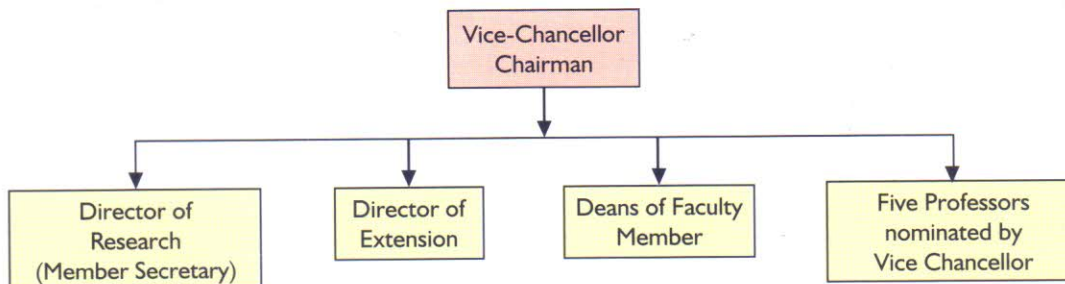 Vice-Chancellor
Chairman
Director of
Research
(Member Secretary)
Director of
Extension
Deans of Faculty
Member
Five Professors
nominated by
Vice Chancellor